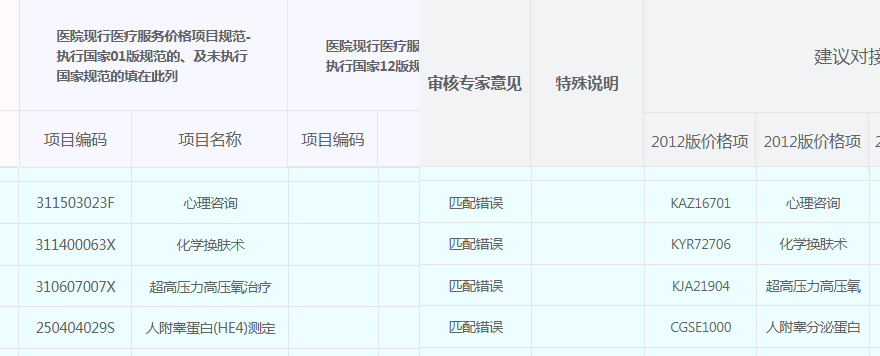 医院现行医疗服务价格项目规范-
执行国家01版规范的、及未执行
国家规范的填在此列
医院现行医疗服
执行国家12版规
审核专家意见
特殊说明
建议对接
项目编码
项目名称
项目编码
2012版价格项
2012版价格项
2
311503023F
心理咨询
匹配错误
KAZ16701
心理咨询
311400063X
化学换肤术
匹配错误
KYR72706
化学换肤术
310607007X
超高压力高压氧治疗
匹配错误
KJA21904
超高压力高压氧
250404029S
人附睾蛋白(HE4)测定
匹配错误
CGSE1000
人附睾分泌蛋白